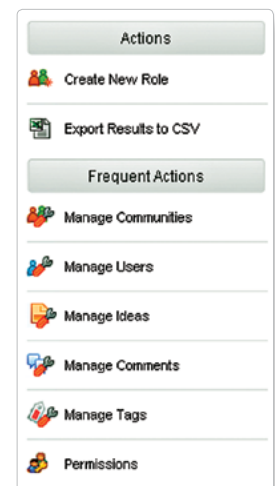 Actions
Create New Role
Export Results to CSV
Frequent Actions
Manage Communities
Manage Users
Manage Ideas
Manage Comments
Manage Tags
Permissions